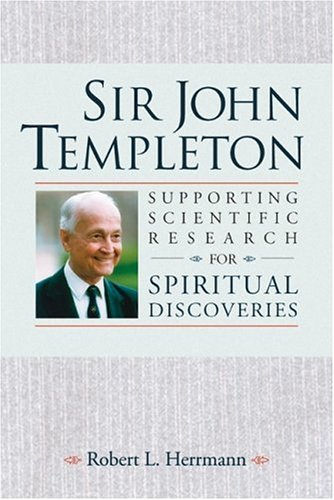 SIR JOHN
TEMPLETON
SUPPORTING
SCIENTIFIC
RESEARCH
FOR
SPIRITUAL
DISCOVERIES
Robert L. Herrmann